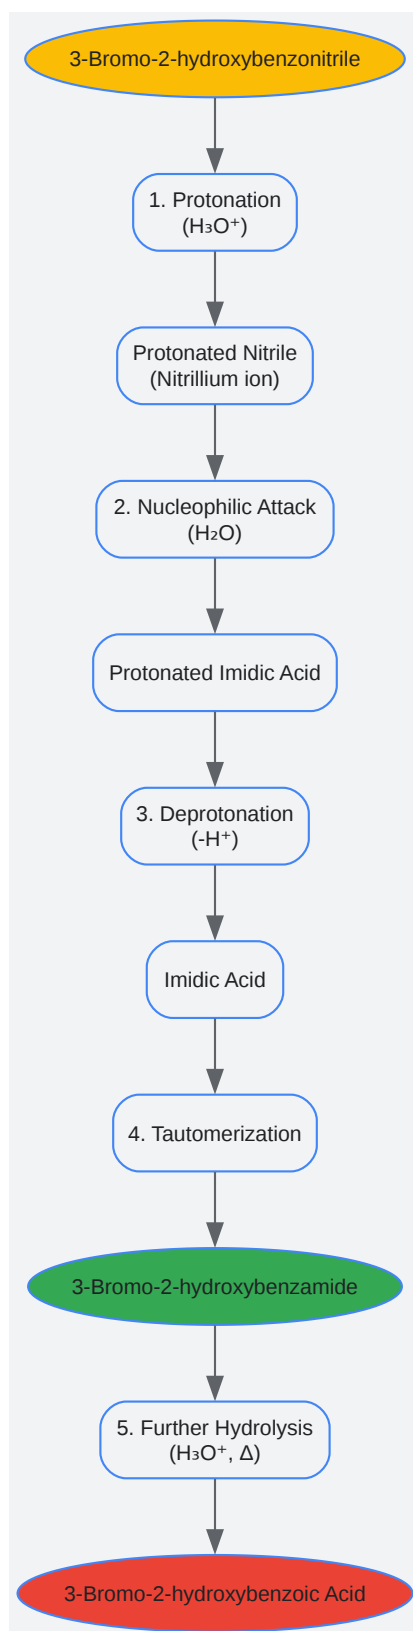 3-Bromo-2-hydroxybenzonitrile
1. Protonation
(H₃O⁺)
Protonated Nitrile
(Nitrillium ion)
2. Nucleophilic Attack
(H₂O)
Protonated Imidic Acid
3. Deprotonation
(-H⁺)
Imidic Acid
4. Tautomerization
3-Bromo-2-hydroxybenzamide
5. Further Hydrolysis
(H₃O⁺, Δ)
3-Bromo-2-hydroxybenzoic Acid